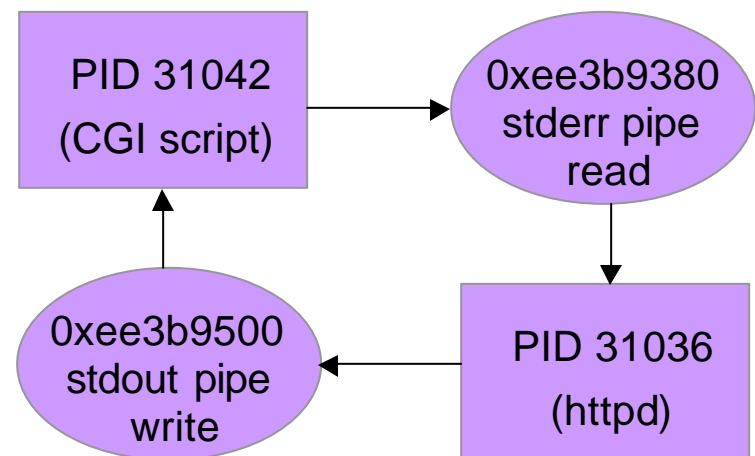 PID 31042
(CGI script)
0xee3b9380
stderr pipe
read
0xee3b9500
stdout pipe
write
PID 31036
(httpd)